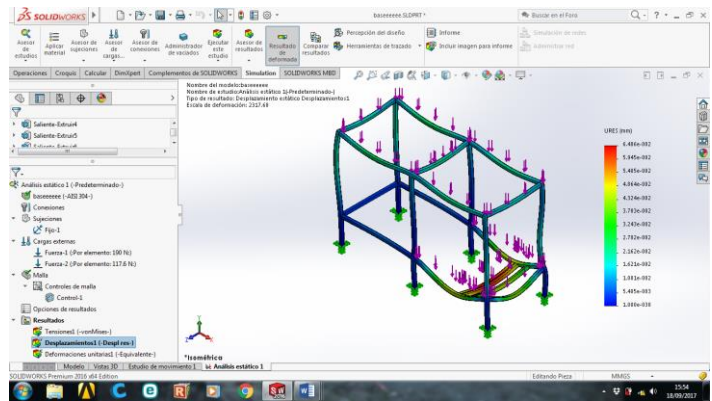 SOLIDWORKS
baseeeeee.SLDPRT *
Buscar en el Foro
Asesor de estudios
Aplicar material
Asesor de sujeciones
Asesor de cargas...
Asesor de conexiones
Administrador de vaciados
Ejecutar este estudio
Asesor de resultados
Resultado de deformada
Comparar resultados
Percepción del diseño
Herramientas de trazado
Informe
Incluir imagen para informe
Simulación de redes
Administrar red
Operaciones
Croquis
Calcular
DimXpert
Complementos de SOLIDWORKS
Simulation
SOLIDWORKS MBD
Nombre del modelo:baseeeeee
Nombre de estudio:Análisis estático 1(-Predeterminado-)
Tipo de resultado: Desplazamiento estático Desplazamientos1
Escala de deformación: 2317.69
Saliente-Extruir4
Saliente-Extruir5
Análisis estático 1 (-Predeterminado-)
baseeeeee (-AISI 304-)
Conexiones
Sujeciones
Fijo-1
Cargas externas
Fuerza-1 (:Por elemento: 190 N:)
Fuerza-2 (:Por elemento: 117.6 N:)
Malla
Controles de malla
Control-1
Opciones de resultados
Resultados
Tensiones1 (-vonMises-)
Desplazamientos1 (-Despl res-)
Deformaciones unitarias1 (-Equivalente-)
URES (mm)
6.486e-002
5.945e-002
5.405e-002
4.864e-002
4.324e-002
3.783e-002
3.243e-002
2.702e-002
2.162e-002
1.621e-002
1.081e-002
5.405e-003
1.000e-030
*Isométrica
Modelo
Vistas 3D
Estudio de movimiento 1
Análisis estático 1
SOLIDWORKS Premium 2016 x64 Edition
Editando Pieza
MMGS
15:54
18/09/2017